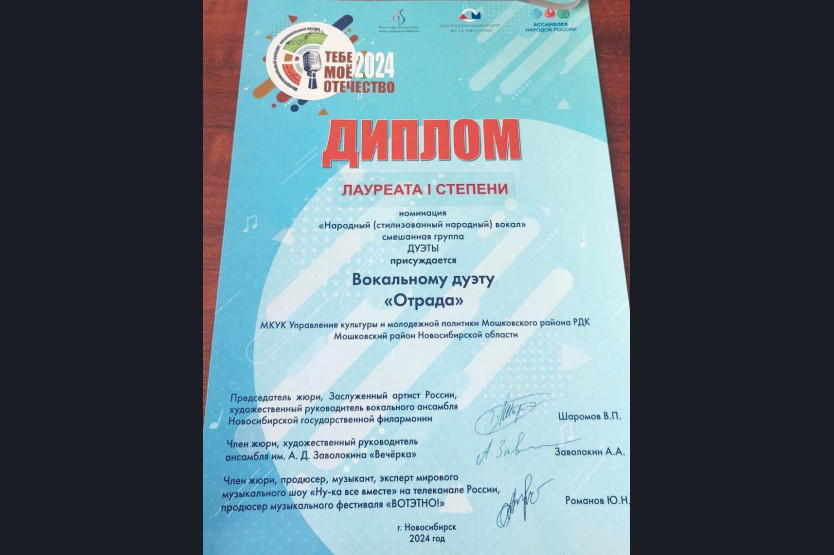 АССАМБЛЕЯ
НАРОДОВ РОССИИ
ТЕБЕ
МОЁ 2024
ОТЕЧЕСТВО
ДИПЛОМ
ЛАУРЕАТА I СТЕПЕНИ
номинация
«Народный (стилизованный народный) вокал»
смешанная группа
ДУЭТЫ
присуждается
Вокальному дуэту
«Отрада»
МКУК Управление культуры и молодежной политики Мошковского района РДК
Мошковский район Новосибирской области
Председатель жюри, Заслуженный артист России,
художественный руководитель вокального ансамбля
Новосибирской государственной филармонии
Шаромов В.П.
Член жюри, художественный руководитель
ансамбля им. А. Д. Заволокина «Вечёрка»
Заволокин А.А.
Член жюри, продюсер, музыкант, эксперт мирового
музыкального шоу «Ну-ка все вместе» на телеканале России,
продюсер музыкального фестиваля «ВОТЭТНО!»
Романов Ю.Н.
г. Новосибирск
2024 год